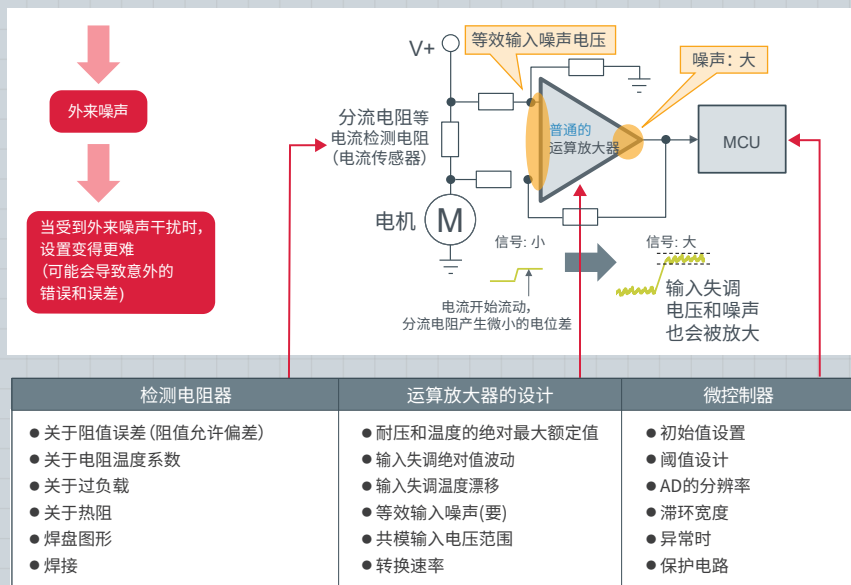 外来噪声
当受到外来噪声干扰时，
设置变得更难
(可能会导致意外的
错误和误差)
V+
等效输入噪声电压
噪声：大
分流电阻等
电流检测电阻
（电流传感器）
普通的
运算放大器
MCU
电机
M
信号: 小
信号: 大
电流开始流动，
分流电阻产生微小的电位差
输入失调
电压和噪声
也会被放大
检测电阻器
●关于阻值误差(阻值允许偏差)
●关于电阻温度系数
●关于过负载
●关于热阻
●焊盘图形
●焊接
运算放大器的设计
●耐压和温度的绝对最大额定值
●输入失调绝对值波动
●输入失调温度漂移
●等效输入噪声(要)
●共模输入电压范围
●转换速率
微控制器
●初始值设置
●阈值设计
●AD的分辨率
●滞环宽度
●异常时
●保护电路